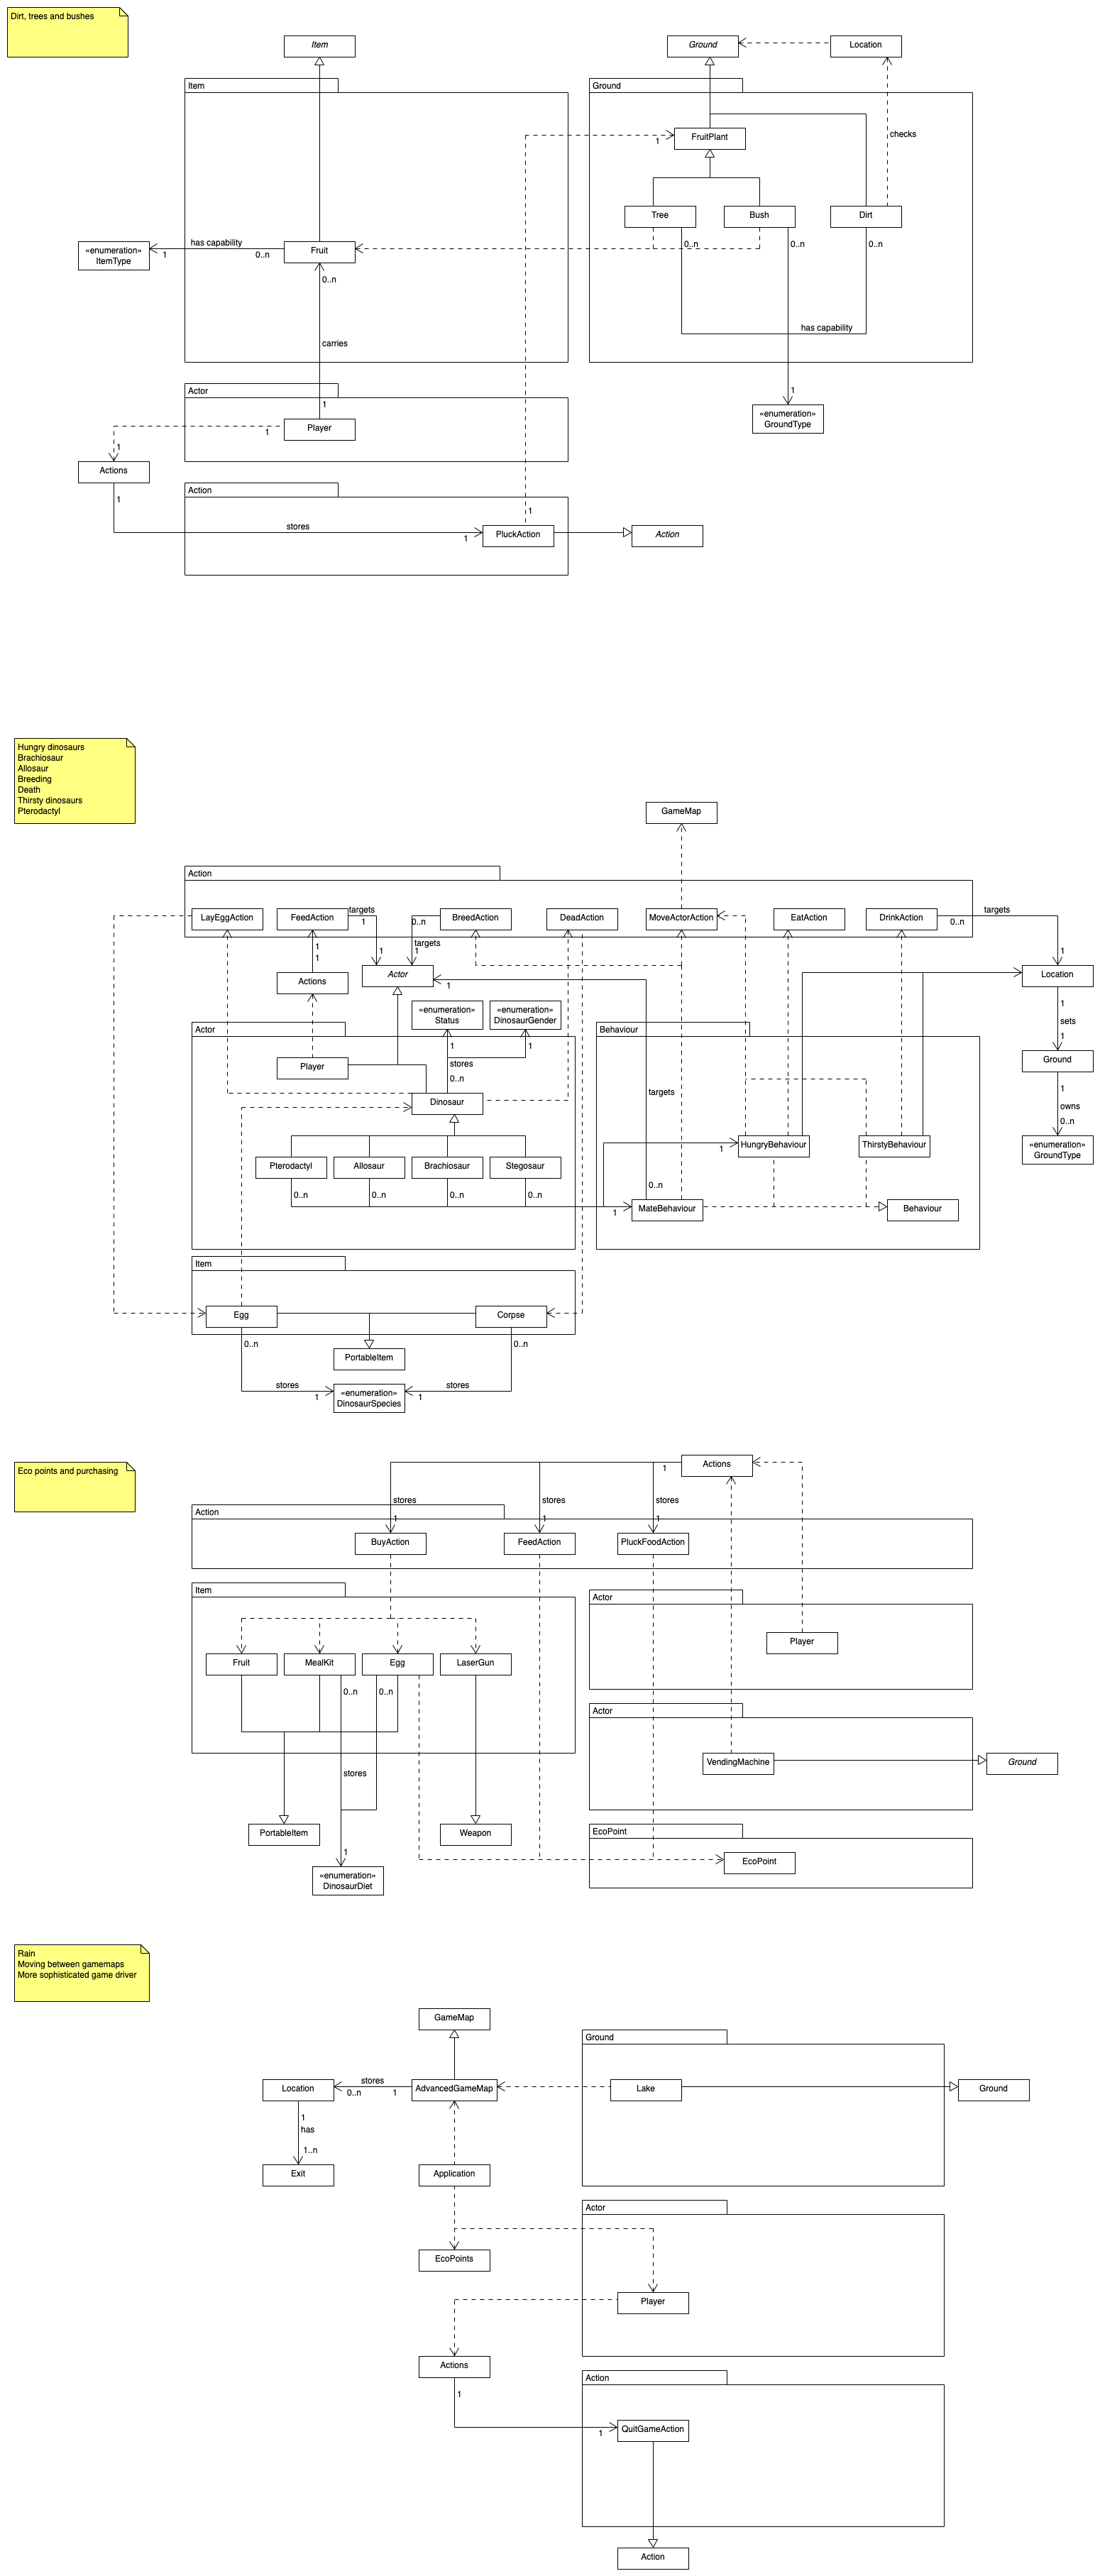 Dirt, trees and bushes
Item
Ground
Location
Item
Ground
FruitPlant
1
checks
Tree
Bush
Dirt
«enumeration»
ItemType
1
has capability
0..n
Fruit
0..n
0..n
0..n
0..n
has capability
carries
Actor
1
1
Player
1
«enumeration»
GroundType
1
Actions
1
Action
stores
1
1
PluckAction
Action
Hungry dinosaurs
Brachiosaur
Allosaur
Breeding
Death
Thirsty dinosaurs
Pterodactyl
GameMap
Action
LayEggAction
FeedAction
targets
1
0..n
BreedAction
DeadAction
MoveActorAction
EatAction
DrinkAction
0..n
targets
1
1
1
1
targets
1
Actions
Actor
1
Location
«enumeration»
Status
«enumeration»
DinosaurGender
1
sets
1
Actor
Behaviour
1
1
stores
0..n
Player
Ground
1
owns
0..n
targets
Dinosaur
HungryBehaviour
ThirstyBehaviour
1
«enumeration»
GroundType
Pterodactyl
Allosaur
Brachiosaur
Stegosaur
0..n
0..n
0..n
0..n
0..n
1
MateBehaviour
Behaviour
Item
Egg
Corpse
0..n
0..n
PortableItem
stores
1
stores
1
«enumeration»
DinosaurSpecies
Eco points and purchasing
Actions
1
stores
stores
stores
Action
1
1
1
BuyAction
FeedAction
PluckFoodAction
Item
Actor
Player
Fruit
MealKit
Egg
LaserGun
0..n
0..n
Actor
VendingMachine
Ground
stores
PortableItem
Weapon
EcoPoint
1
EcoPoint
«enumeration»
DinosaurDiet
Rain
Moving between gamemaps
More sophisticated game driver
GameMap
Ground
Location
stores
0..n
1
AdvancedGameMap
Lake
Ground
1
has
1..n
Exit
Application
Actor
EcoPoints
Player
Actions
Action
1
1
QuitGameAction
Action